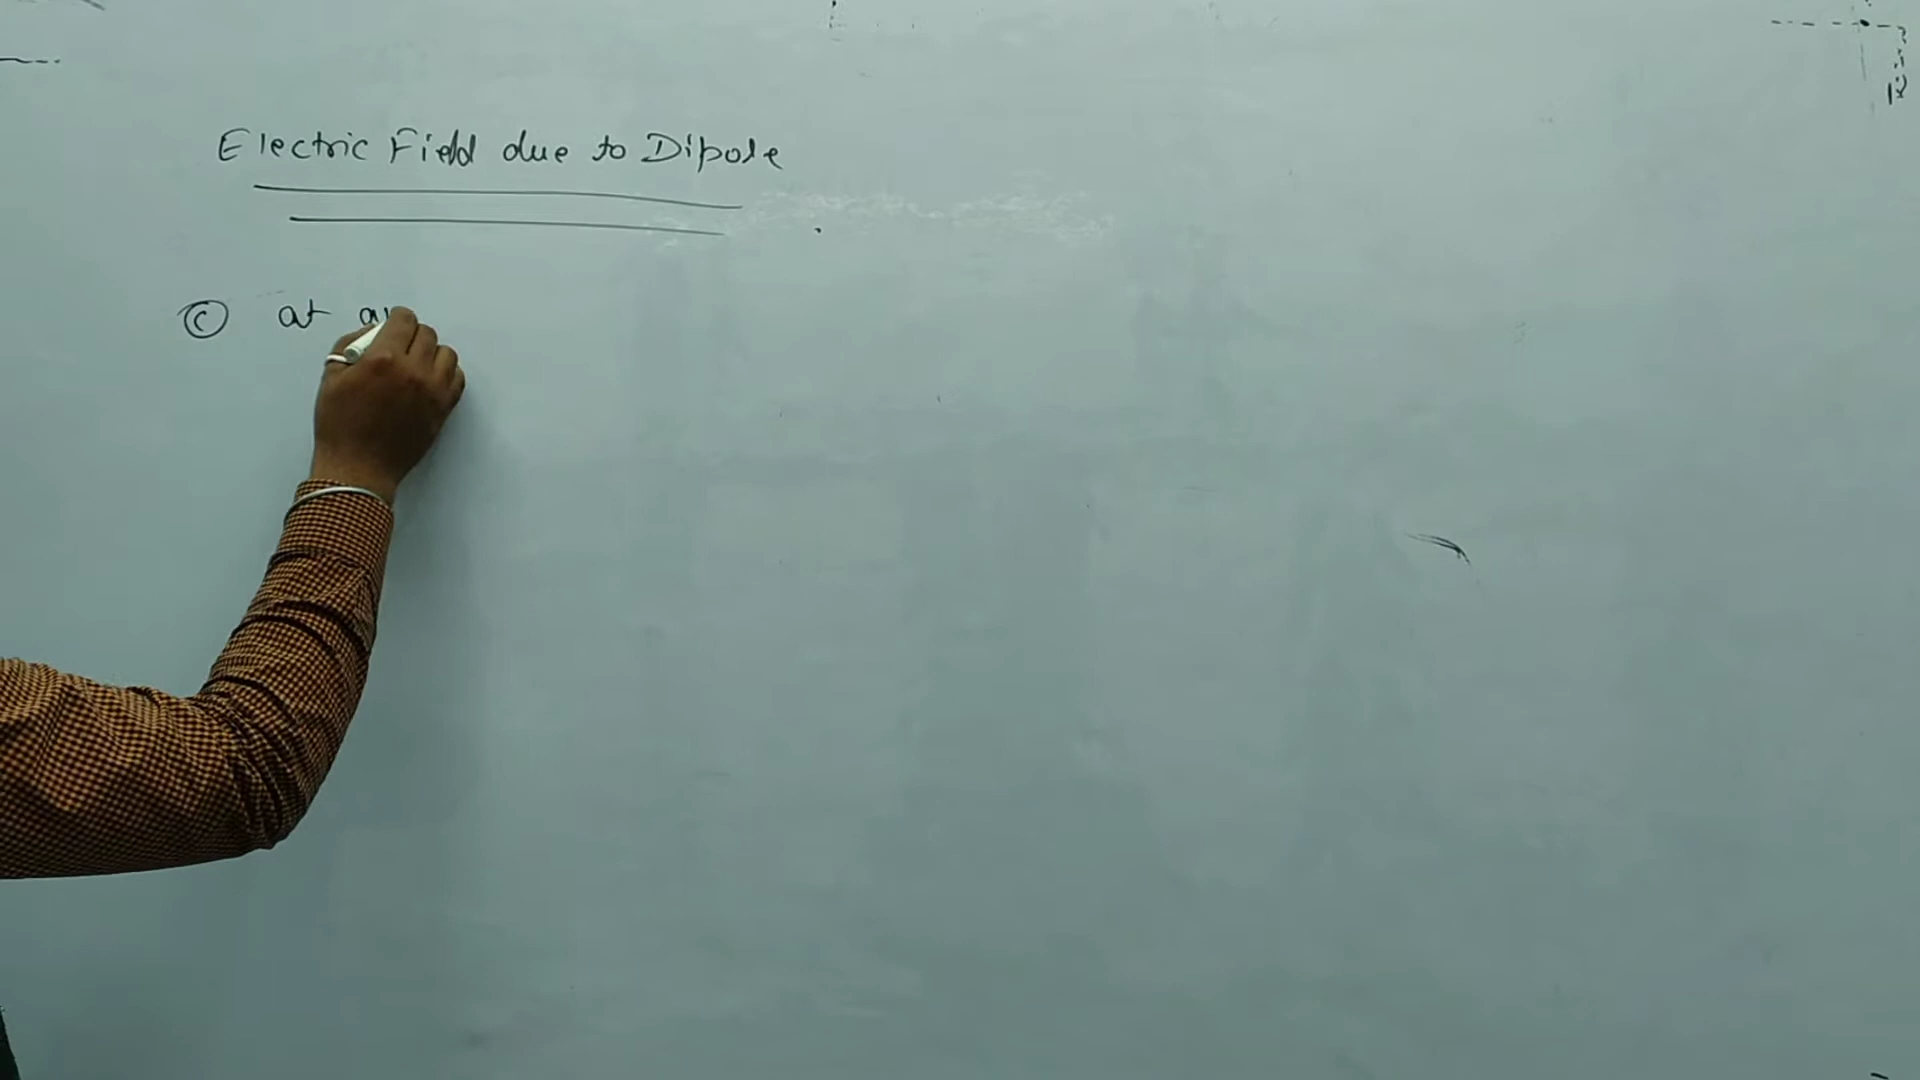 Electric Field due to Dipole
Ⓒ at